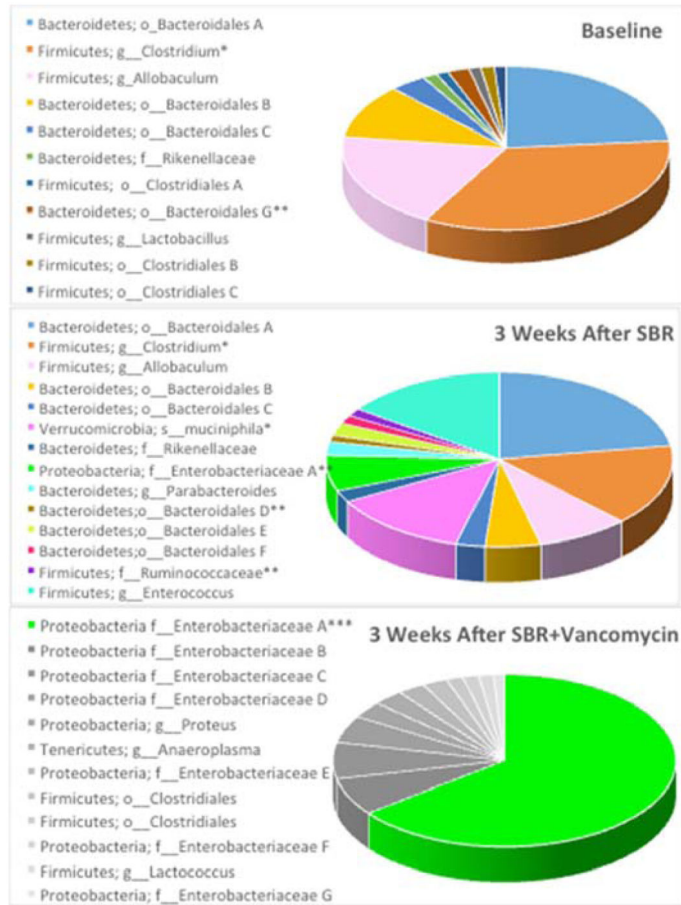 Baseline
Bacteroidetes; o_Bacteroidales A
Firmicutes; g__Clostridium*
Firmicutes; g_Allobaculum
Bacteroidetes; o__Bacteroidales B
Bacteroidetes; o__Bacteroidales C
Bacteroidetes; f__Rikenellaceae
Firmicutes; o__Clostridiales A
Bacteroidetes; o__Bacteroidales G**
Firmicutes; g__Lactobacillus
Firmicutes; o__Clostridiales B
Firmicutes; o__Clostridiales C
3 Weeks After SBR
Bacteroidetes; o__Bacteroidales A
Firmicutes; g__Clostridium*
Firmicutes; g__Allobaculum
Bacteroidetes; o__Bacteroidales B
Bacteroidetes; o__Bacteroidales C
Verrucomicrobia; s__muciniphila*
Bacteroidetes; f__Rikenellaceae
Proteobacteria; f__Enterobacteriaceae A**
Bacteroidetes; g__Parabacteroides
Bacteroidetes;o__Bacteroidales D**
Bacteroidetes;o__Bacteroidales E
Bacteroidetes;o__Bacteroidales F
Firmicutes; f__Ruminococcaceae**
Firmicutes; g__Enterococcus
3 Weeks After SBR+Vancomycin
Proteobacteria f__Enterobacteriaceae A***
Proteobacteria f__Enterobacteriaceae B
Proteobacteria f__Enterobacteriaceae C
Proteobacteria f__Enterobacteriaceae D
Proteobacteria; g__Proteus
Tenericutes; g__Anaeroplasma
Proteobacteria; f__Enterobacteriaceae E
Firmicutes; o__Clostridiales
Firmicutes; o__Clostridiales
Proteobacteria; f__Enterobacteriaceae F
Firmicutes; g__Lactococcus
Proteobacteria; f__Enterobacteriaceae G